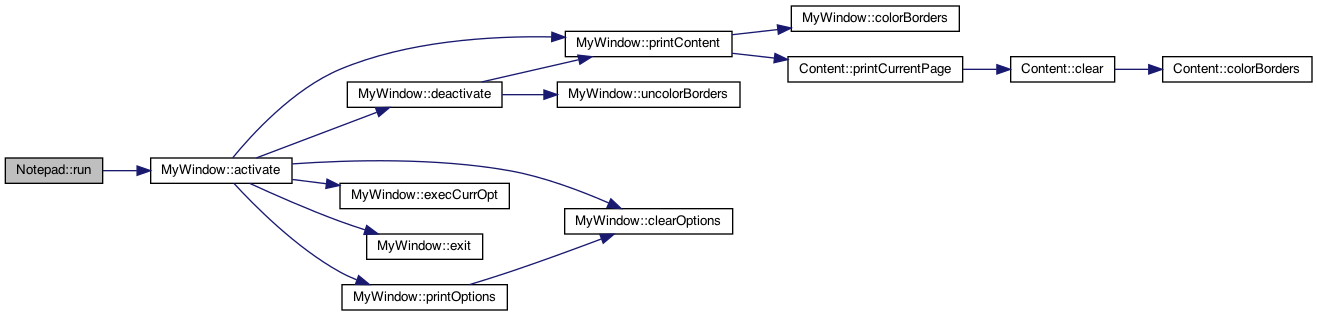 MyWindow::colorBorders
MyWindow::printContent
Content::printCurrentPage
Content::clear
Content::colorBorders
MyWindow::deactivate
MyWindow::uncolorBorders
Notepad::run
MyWindow::activate
MyWindow::execCurrOpt
MyWindow::clearOptions
MyWindow::exit
MyWindow::printOptions